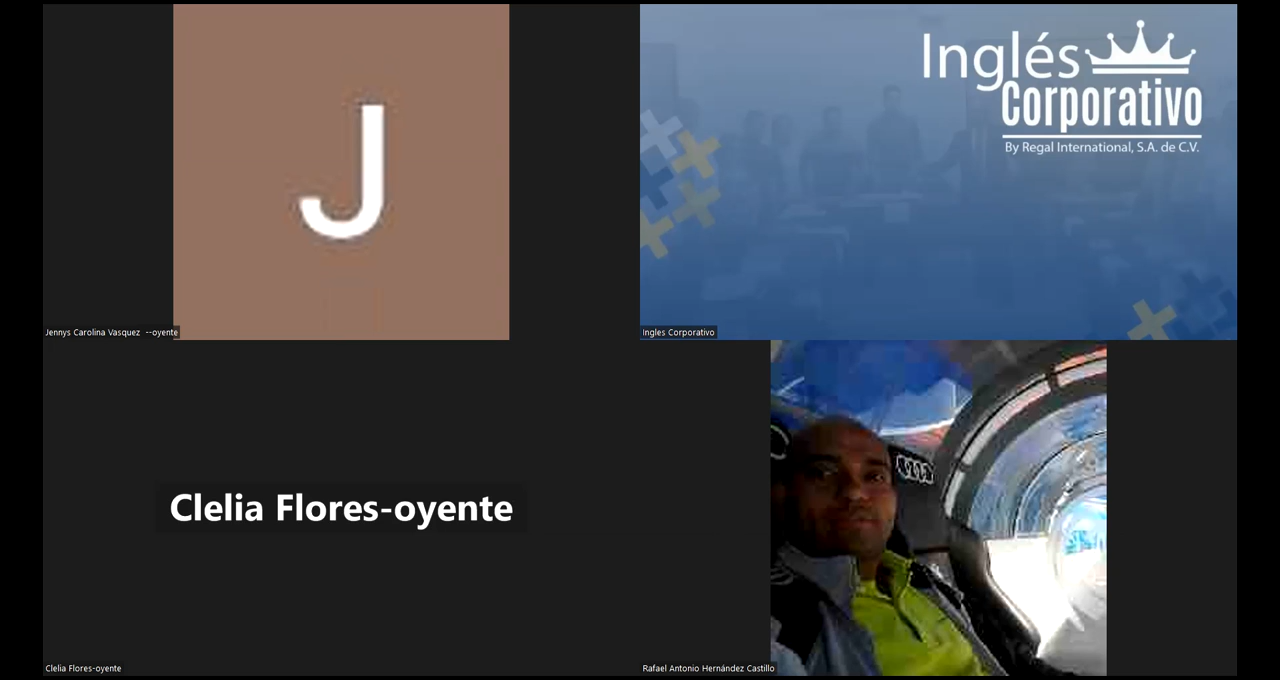 J
Jennys Carolina Vasquez --oyente
Inglés
Corporativo
By Regal International, S.A. de C.V.
Ingles Corporativo
Clelia Flores-oyente
Clelia Flores-oyente
Rafael Antonio Hernández Castillo